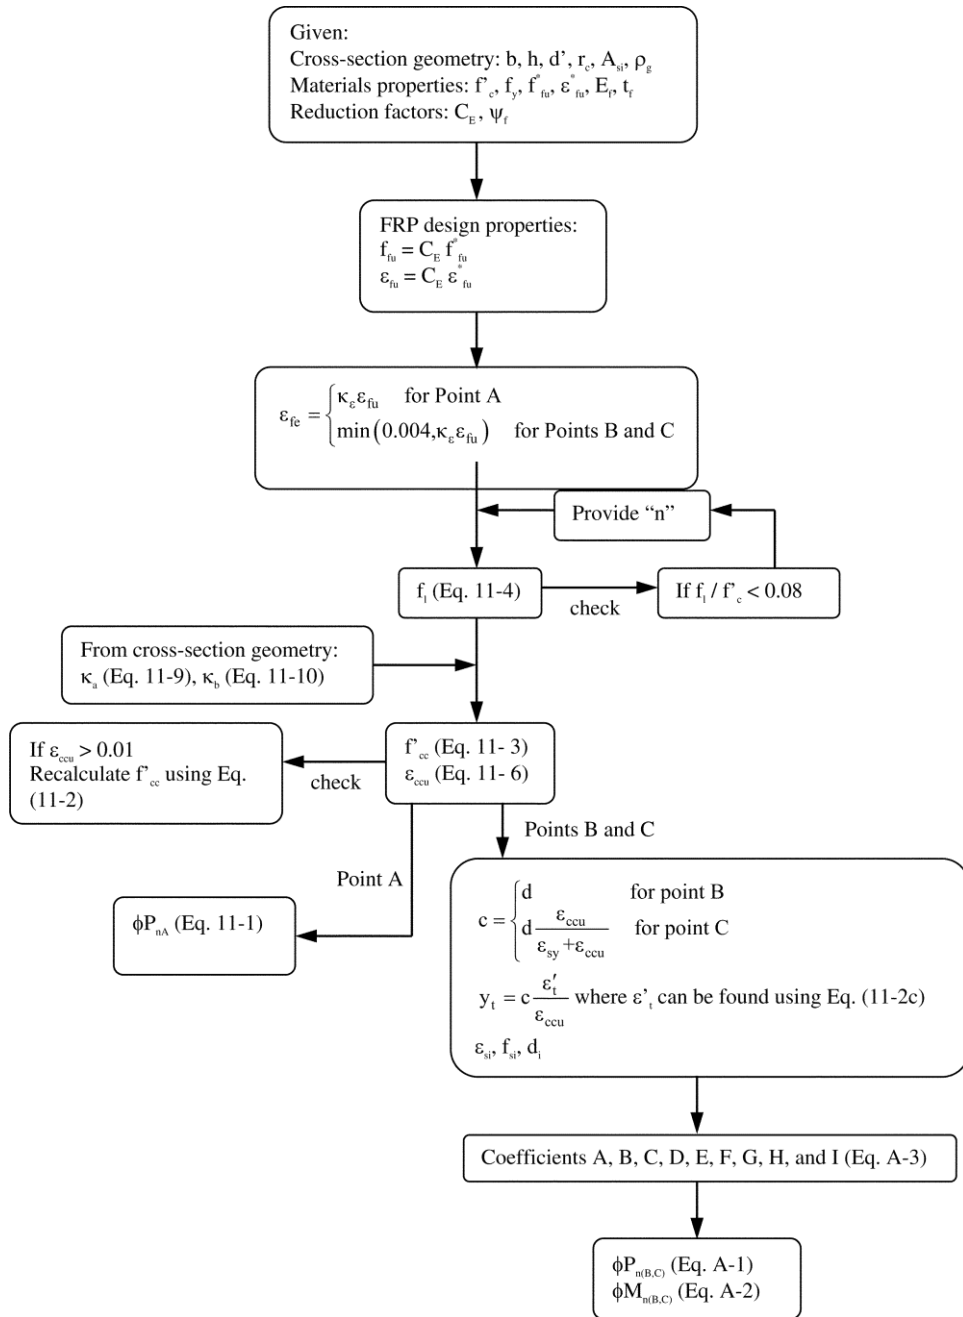 Given:
Cross-section geometry: b, h, d’, r_c, A_si, ρ_g
Materials properties: f’_c, f_y, f*_fu, ε*_fu, E_f, t_f
Reduction factors: C_E, ψ_f
FRP design properties:
f_fu = C_E f*_fu
ε_fu = C_E ε*_fu
ε_fe = { κ_ε ε_fu for Point A
min(0.004, κ_ε ε_fu) for Points B and C
Provide “n”
f_l (Eq. 11-4)
check
If f_l / f’_c < 0.08
From cross-section geometry:
κ_a (Eq. 11-9), κ_b (Eq. 11-10)
If ε_ccu > 0.01
Recalculate f’_cc using Eq.
(11-2)
check
f’_cc (Eq. 11- 3)
ε_ccu (Eq. 11- 6)
Points B and C
Point A
ϕP_nA (Eq. 11-1)
c = { d for point B
d ε_ccu / (ε_sy + ε_ccu) for point C
y_t = c ε′_t / ε_ccu where ε’_t can be found using Eq. (11-2c)
ε_si, f_si, d_i
Coefficients A, B, C, D, E, F, G, H, and I (Eq. A-3)
ϕP_n(B,C) (Eq. A-1)
ϕM_n(B,C) (Eq. A-2)